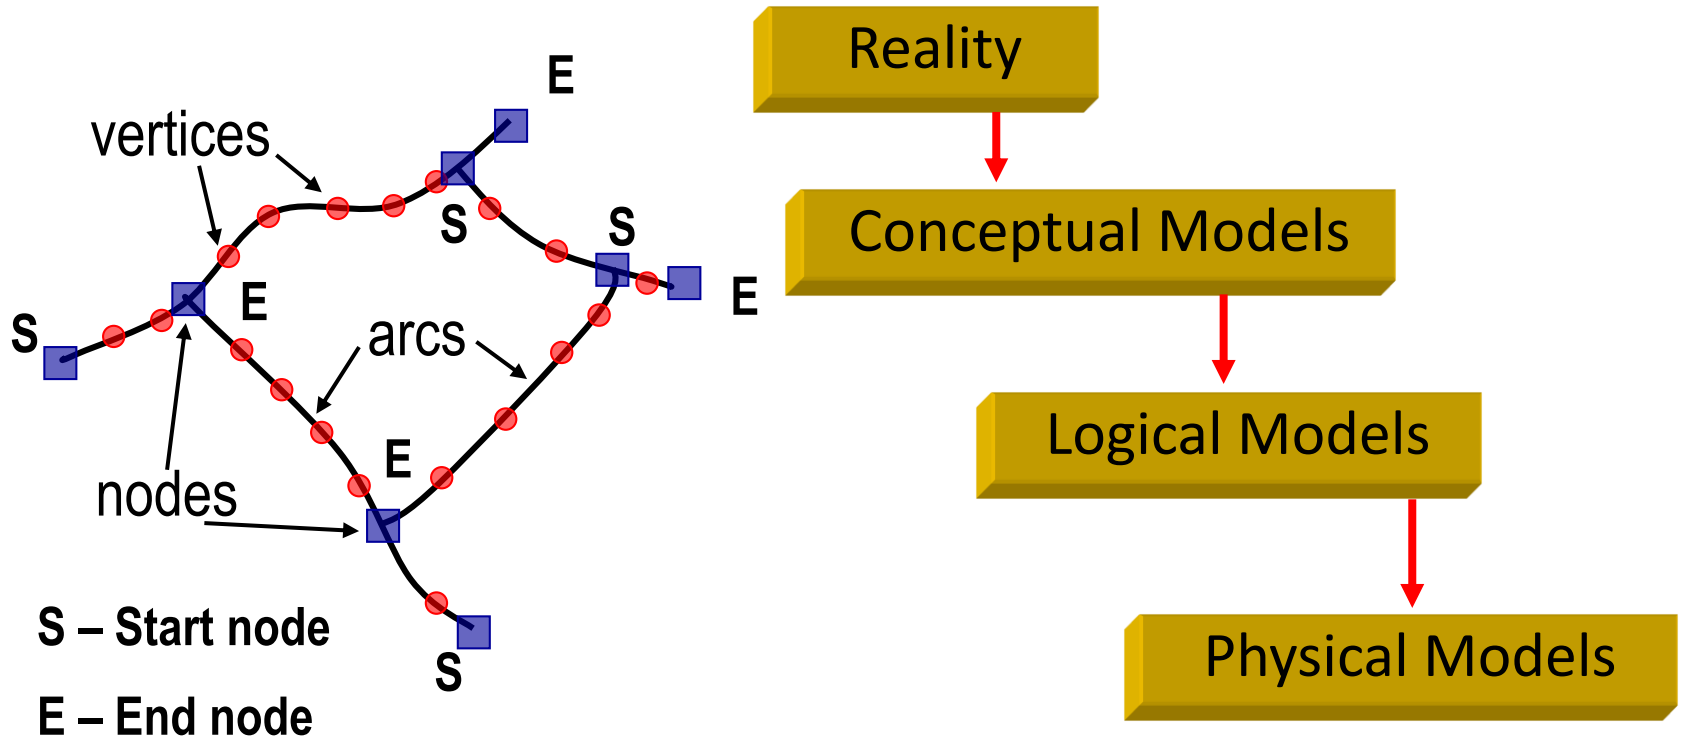 E
vertices
S
S
E
E
S
arcs
E
nodes
S – Start node
S
E – End node
Reality
Conceptual Models
Logical Models
Physical Models